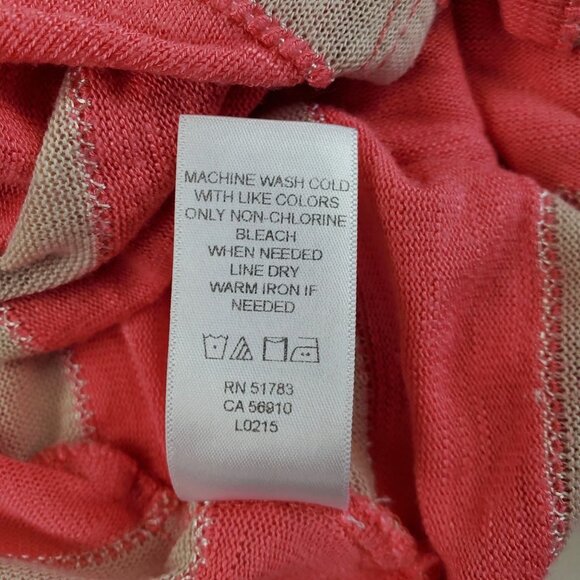 MACHINE WASH COLD
WITH LIKE COLORS
ONLY NON-CHLORINE
BLEACH
WHEN NEEDED
LINE DRY
WARM IRON IF
NEEDED
RN 51783
CA 56910
L0215